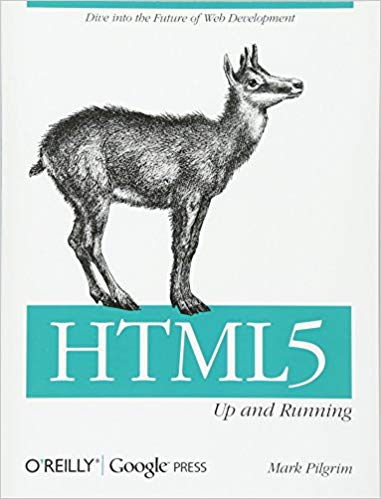 Dive into the Future of Web Development
HTML5
Up and Running
O'REILLY® | Google PRESS
Mark Pilgrim